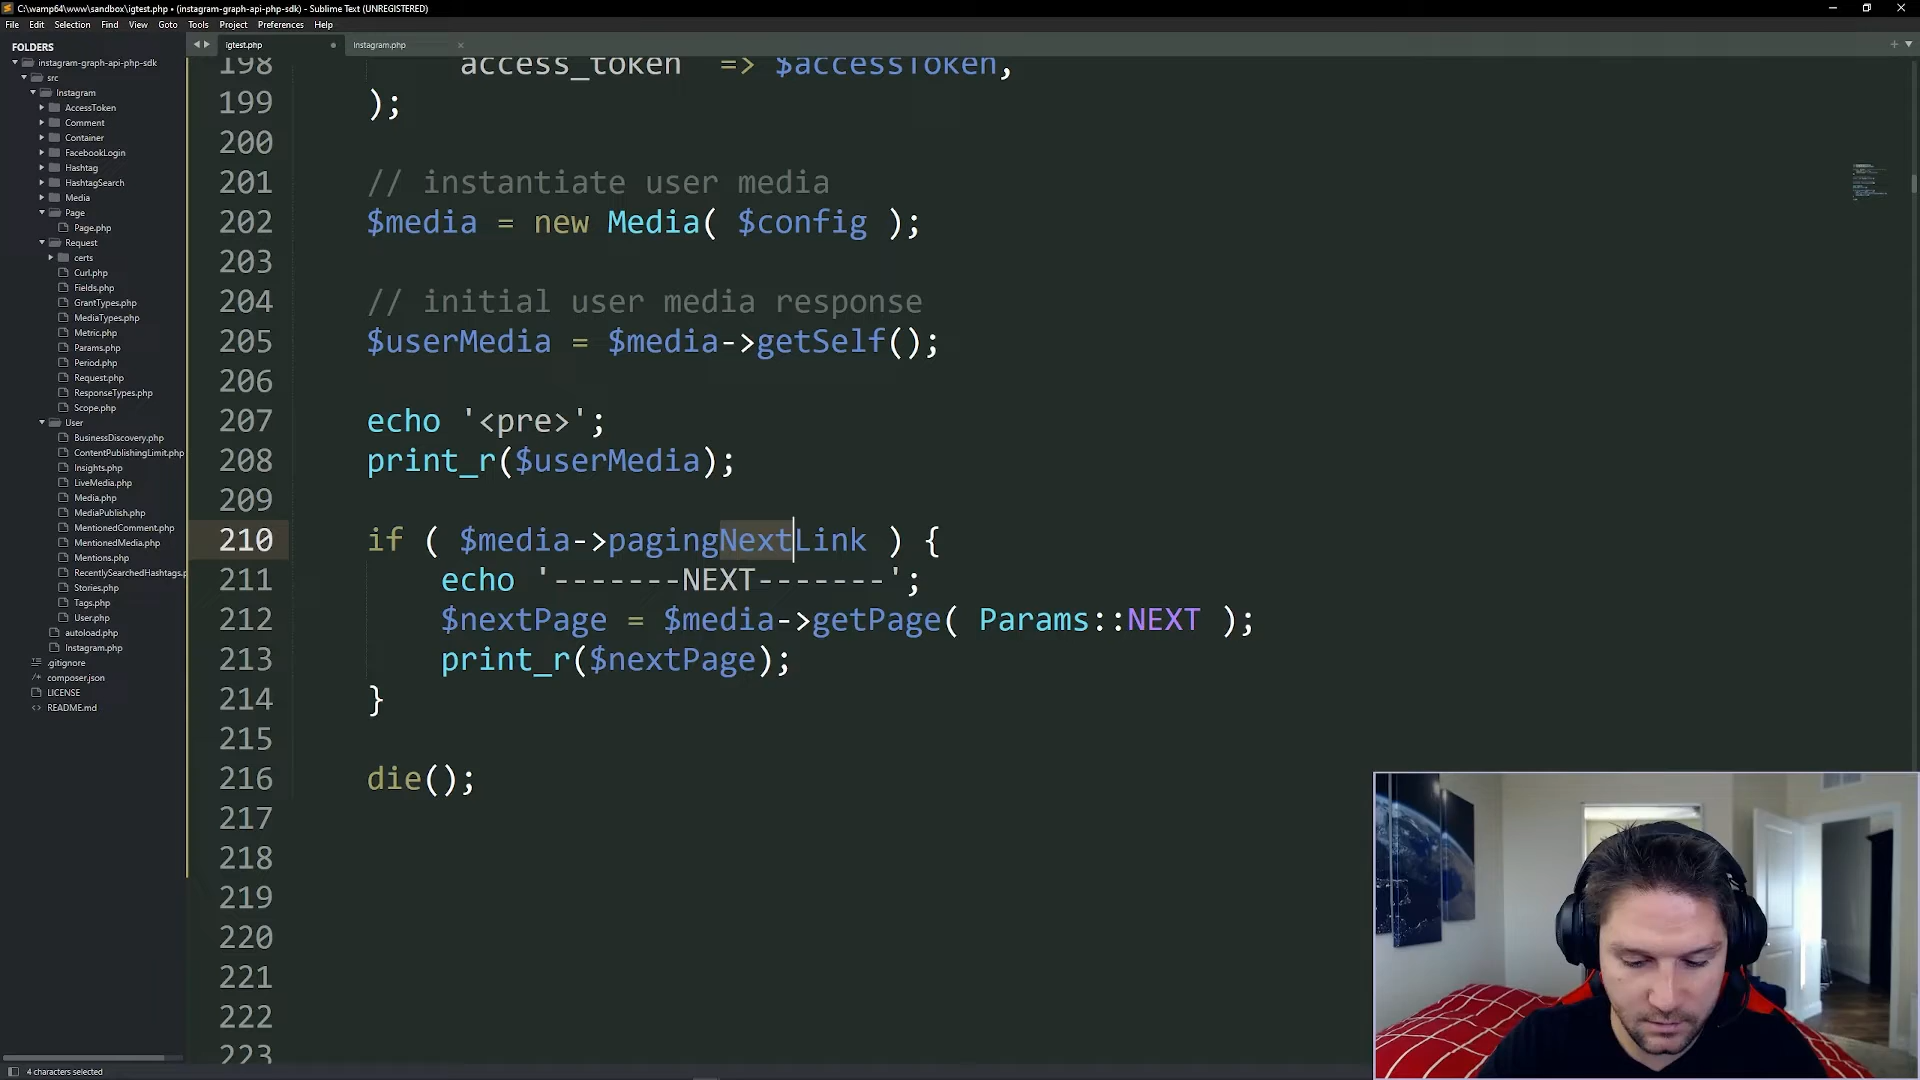 C:\wamp64\www\sandbox\igtest.php • (instagram-graph-api-php-sdk) - Sublime Text (UNREGISTERED)
File Edit Selection Find View Goto Tools Project Preferences Help
FOLDERS
instagram-graph-api-php-sdk
src
Instagram
AccessToken
Comment
Container
FacebookLogin
Hashtag
HashtagSearch
Media
Page
Page.php
Request
certs
Curl.php
Fields.php
GrantTypes.php
MediaTypes.php
Metric.php
Params.php
Period.php
Request.php
ResponseTypes.php
Scope.php
User
BusinessDiscovery.php
ContentPublishingLimit.php
Insights.php
LiveMedia.php
Media.php
MediaPublish.php
MentionedComment.php
MentionedMedia.php
Mentions.php
RecentlySearchedHashtags.p
Stories.php
Tags.php
User.php
autoload.php
Instagram.php
.gitignore
composer.json
LICENSE
README.md
igtest.php Instagram.php
198 access_token => $accessToken,
199 );
200
201 // instantiate user media
202 $media = new Media( $config );
203
204 // initial user media response
205 $userMedia = $media->getSelf();
206
207 echo '<pre>';
208 print_r($userMedia);
209
210 if ( $media->pagingNextLink ) {
211 echo '-------NEXT-------';
212 $nextPage = $media->getPage( Params::NEXT );
213 print_r($nextPage);
214 }
215
216 die();
217
218
219
220
221
222
223
4 characters selected